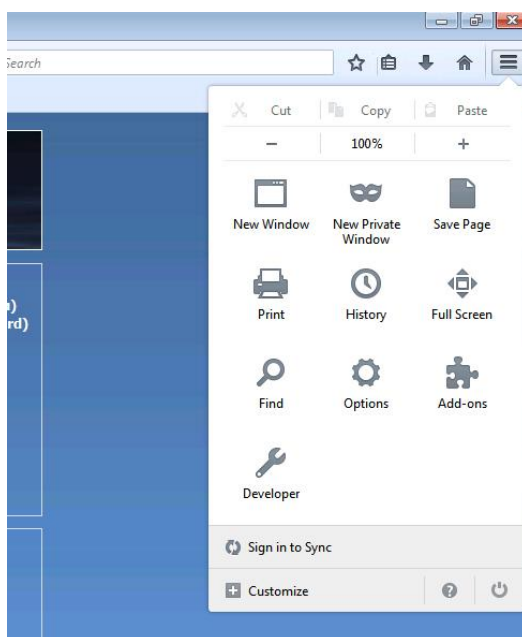 Search
Cut Copy Paste
100%
New Window New Private Window Save Page
Print History Full Screen
)
rd)
Find Options Add-ons
Developer
Sign in to Sync
Customize